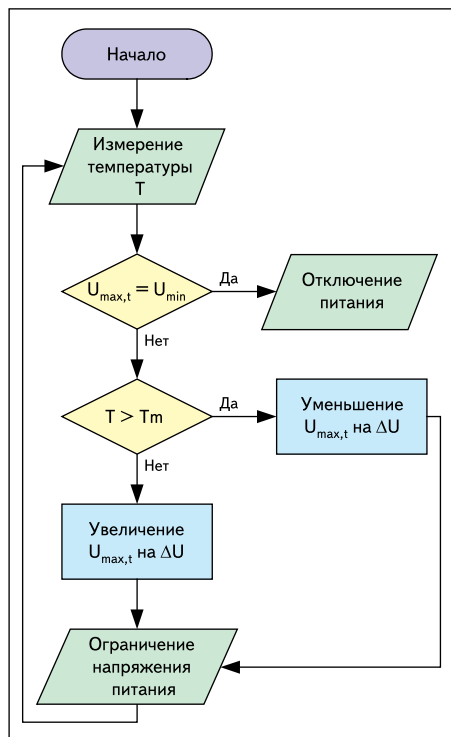 Начало
Измерение
температуры
T
Umax,t = Umin
Да
Отключение
питания
Нет
T > Tm
Да
Уменьшение
Umax,t на ΔU
Нет
Увеличение
Umax,t на ΔU
Ограничение
напряжения
питания